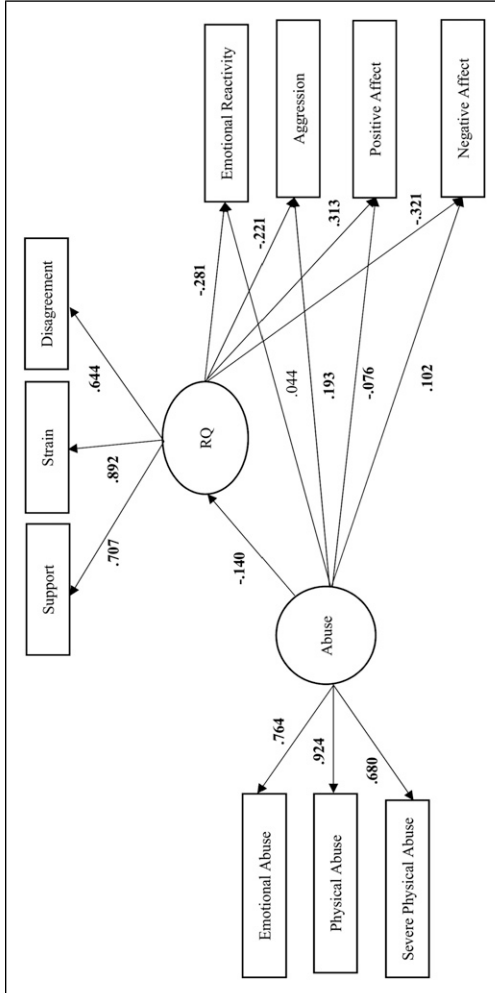 Support
Strain
Disagreement
.707
.892
.644
RQ
-.140
Abuse
.764
.924
.680
Emotional Abuse
Physical Abuse
Severe Physical Abuse
-.281
-.221
.313
-.321
.044
.193
-.076
.102
Emotional Reactivity
Aggression
Positive Affect
Negative Affect